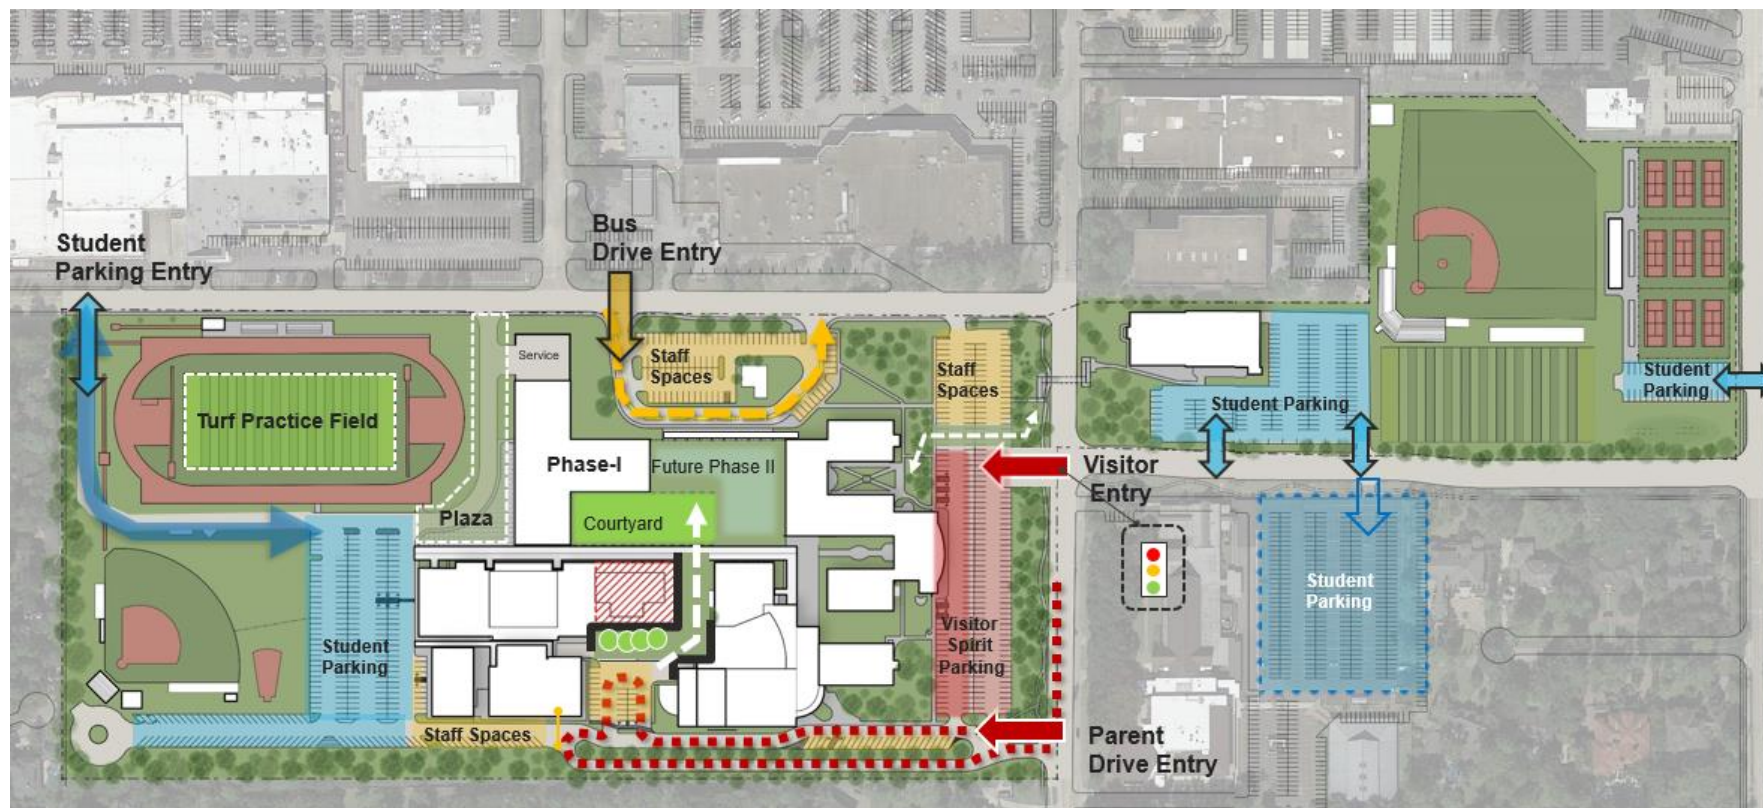 Student
Parking Entry
Bus
Drive Entry
Service
Staff
Spaces
Staff
Spaces
Student
Parking
Student Parking
Turf Practice Field
Phase-I
Future Phase II
Visitor
Entry
Plaza
Courtyard
Student
Parking
Visitor
Spirit
Parking
Student
Parking
Staff Spaces
Parent
Drive Entry